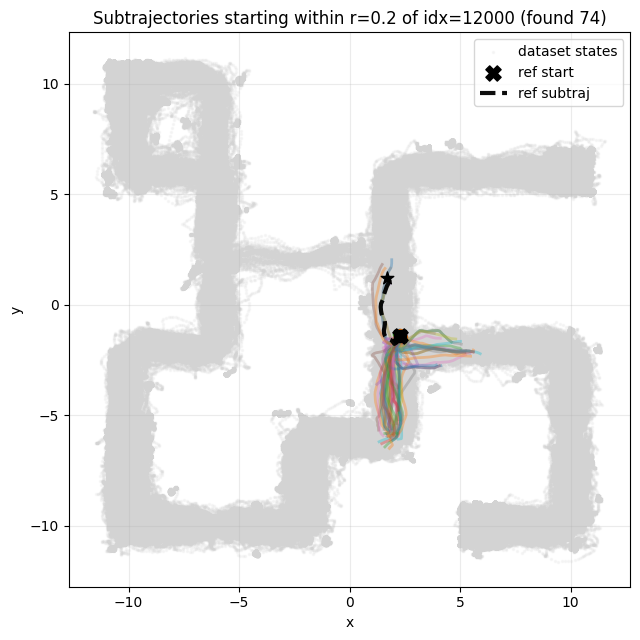 Subtrajectories starting within r=0.2 of idx=12000 (found 74)
dataset states
ref start
ref subtraj
10
5
0
−5
−10
y
−10
−5
0
5
10
x